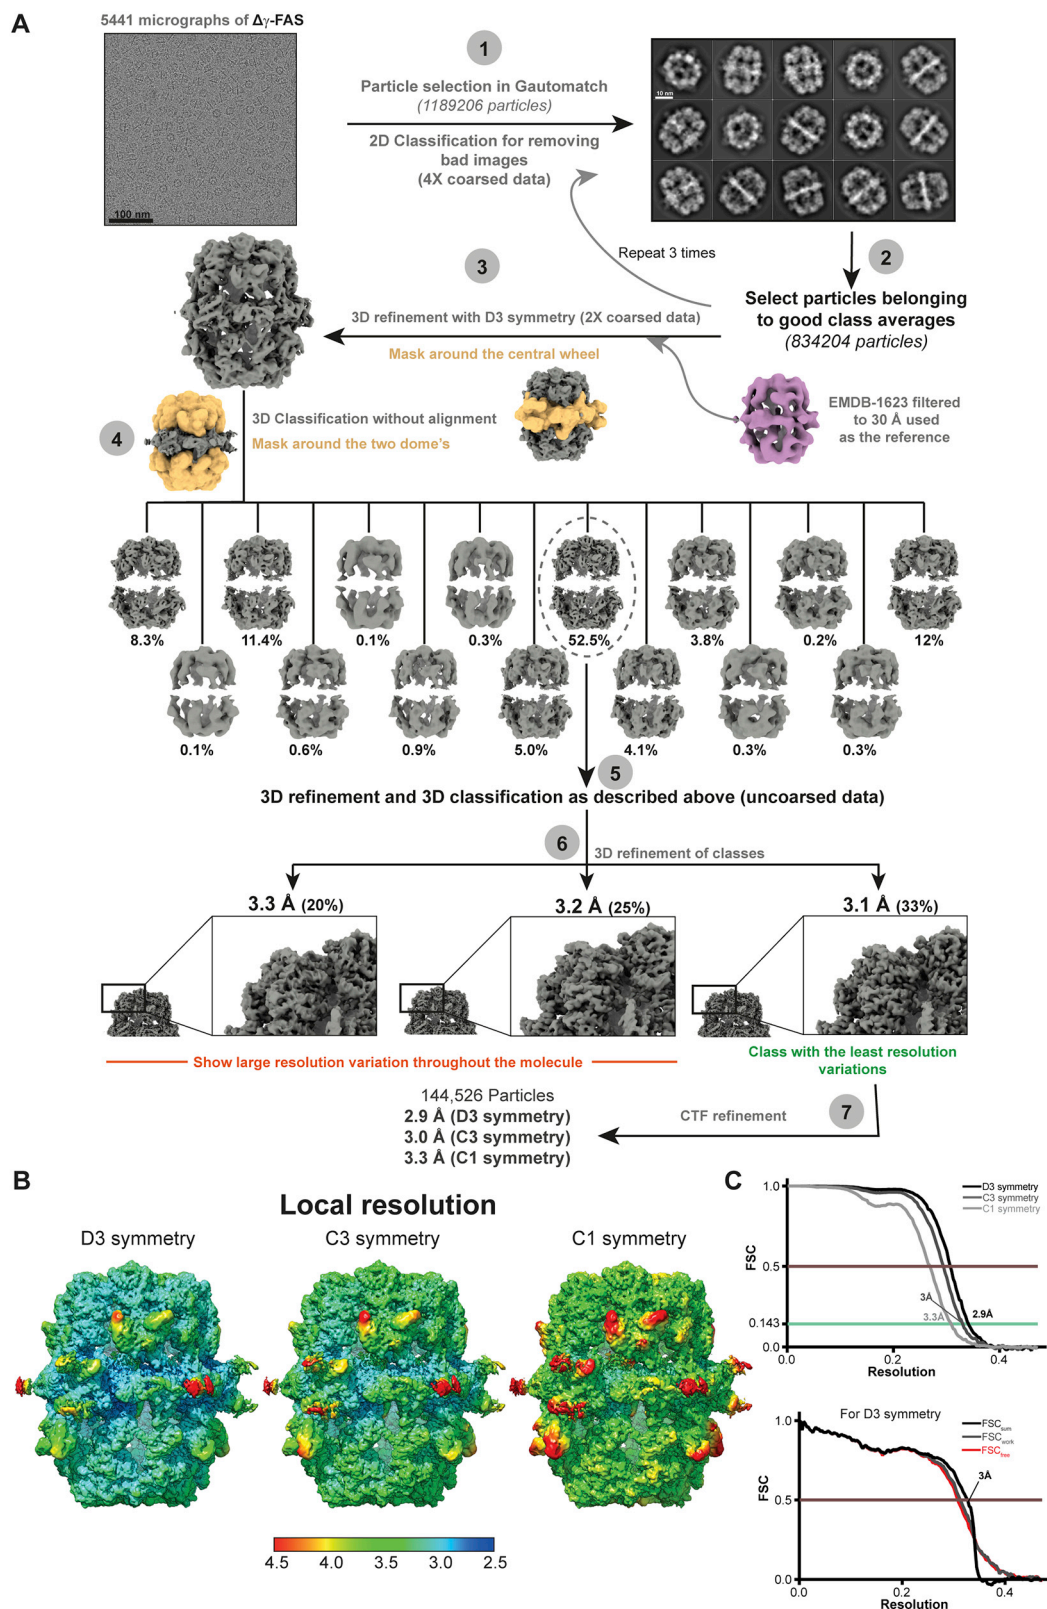 A
5441 micrographs of Δγ-FAS
100 nm
1
Particle selection in Gautomatch
(1189206 particles)
2D Classification for removing
bad images
(4X coarsed data)
10 nm
Repeat 3 times
2
Select particles belonging
to good class averages
(834204 particles)
3
3D refinement with D3 symmetry (2X coarsed data)
Mask around the central wheel
EMDB-1623 filtered
to 30 Å used
as the reference
4
3D Classification without alignment
Mask around the two dome's
8.3%
11.4%
0.1%
0.3%
52.5%
3.8%
0.2%
12%
0.1%
0.6%
0.9%
5.0%
4.1%
0.3%
0.3%
5
3D refinement and 3D classification as described above (uncoarsed data)
6
3D refinement of classes
3.3 Å (20%)
3.2 Å (25%)
3.1 Å (33%)
Show large resolution variation throughout the molecule
Class with the least resolution
variations
144,526 Particles
2.9 Å (D3 symmetry)
3.0 Å (C3 symmetry)
3.3 Å (C1 symmetry)
CTF refinement
7
B
Local resolution
D3 symmetry
C3 symmetry
C1 symmetry
4.5
4.0
3.5
3.0
2.5
C
1.0
0.5
0.143
0.0
FSC
D3 symmetry
C3 symmetry
C1 symmetry
3Å
3.3Å
2.9Å
0.0
0.2
0.4
Resolution
For D3 symmetry
1.0
0.5
0.0
FSC
FSCsum
FSCwork
FSCfree
3Å
0.0
0.2
0.4
Resolution